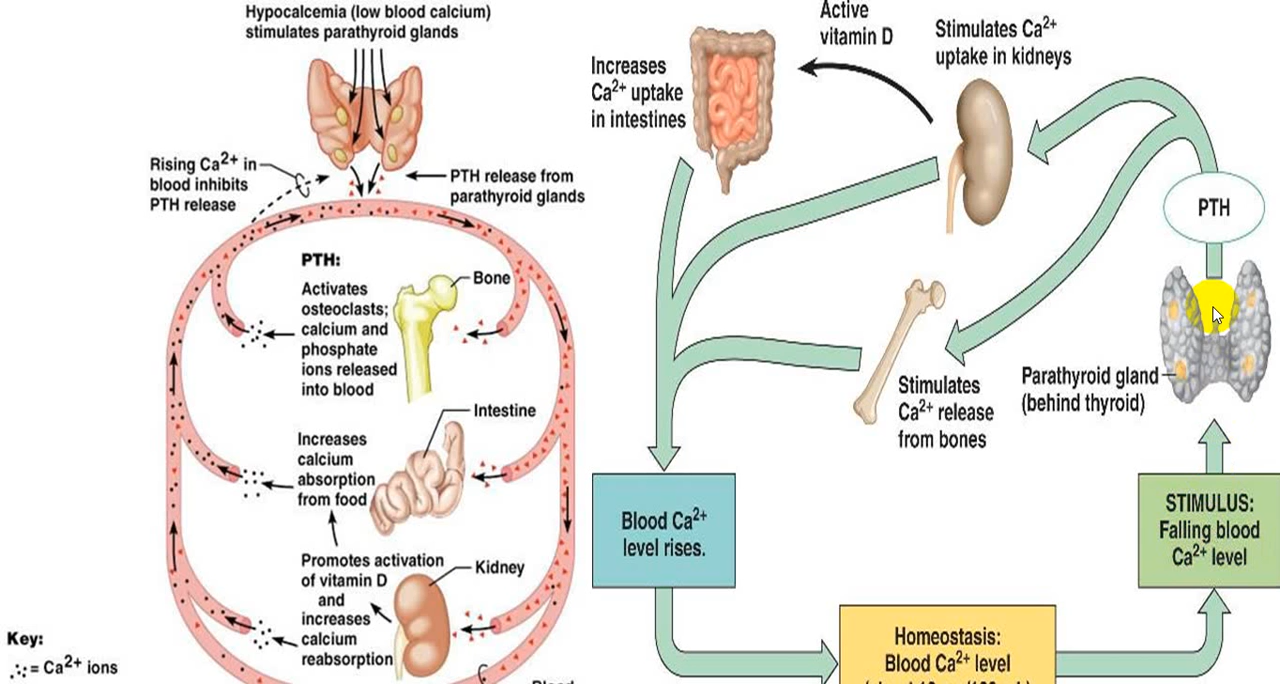 Hypocalcemia (low blood calcium)
stimulates parathyroid glands
Rising Ca2+ in
blood inhibits
PTH release
PTH release from
parathyroid glands
PTH:
Activates
osteoclasts;
calcium and
phosphate
ions released
into blood
Bone
Intestine
Increases
calcium
absorption
from food
Promotes activation
of vitamin D
and
increases
calcium
reabsorption
Kidney
Key:
= Ca2+ ions
Blood
Active
vitamin D
Stimulates Ca2+
uptake in kidneys
Increases
Ca2+ uptake
in intestines
PTH
Stimulates
Ca2+ release
from bones
Parathyroid gland
(behind thyroid)
Blood Ca2+
level rises.
STIMULUS:
Falling blood
Ca2+ level
Homeostasis:
Blood Ca2+ level